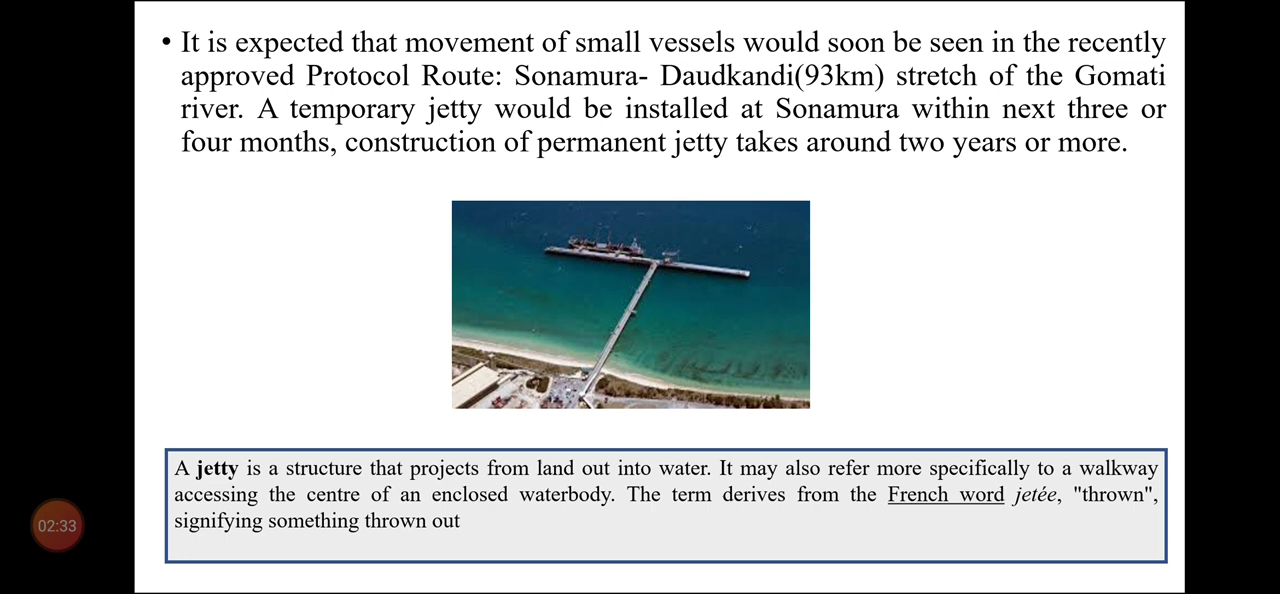 • It is expected that movement of small vessels would soon be seen in the recently
approved Protocol Route: Sonamura- Daudkandi(93km) stretch of the Gomati
river. A temporary jetty would be installed at Sonamura within next three or
four months, construction of permanent jetty takes around two years or more.
A jetty is a structure that projects from land out into water. It may also refer more specifically to a walkway
accessing the centre of an enclosed waterbody. The term derives from the French word jetée, "thrown",
signifying something thrown out
02:33